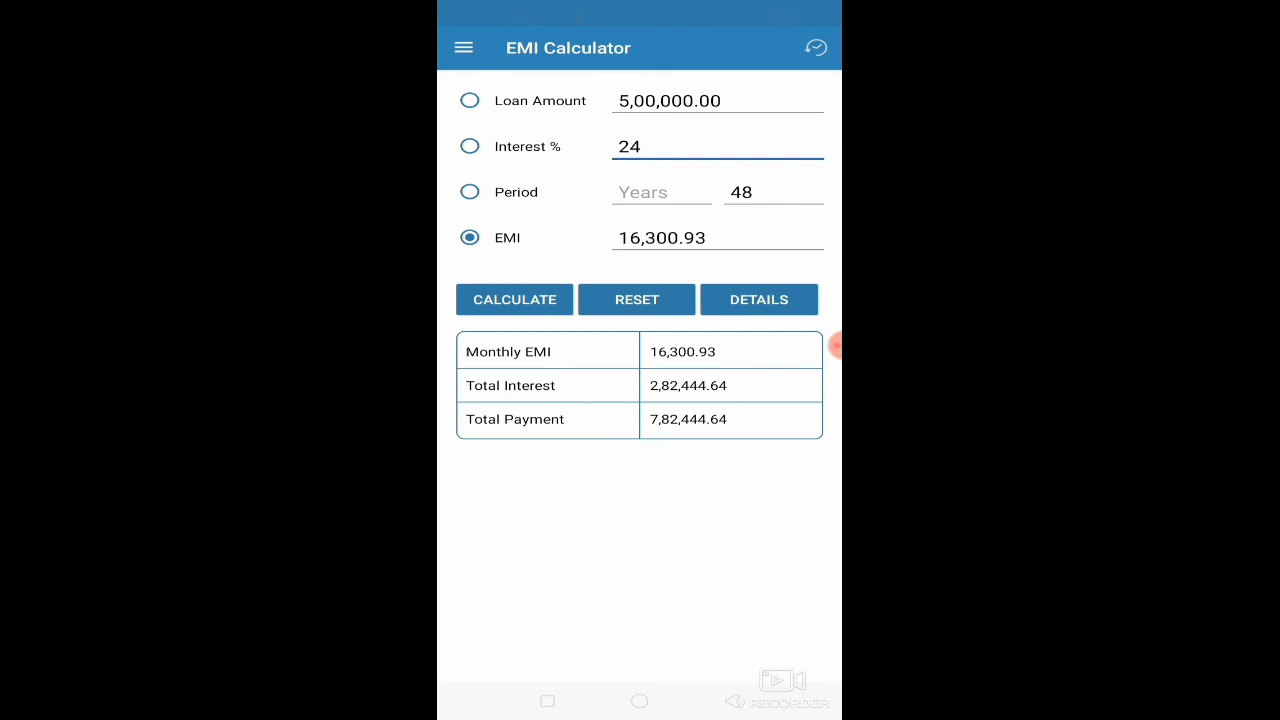 EMI Calculator
Loan Amount 5,00,000.00
Interest % 24
Period Years 48
EMI 16,300.93
CALCULATE RESET DETAILS
Monthly EMI 16,300.93
Total Interest 2,82,444.64
Total Payment 7,82,444.64
RECORDER